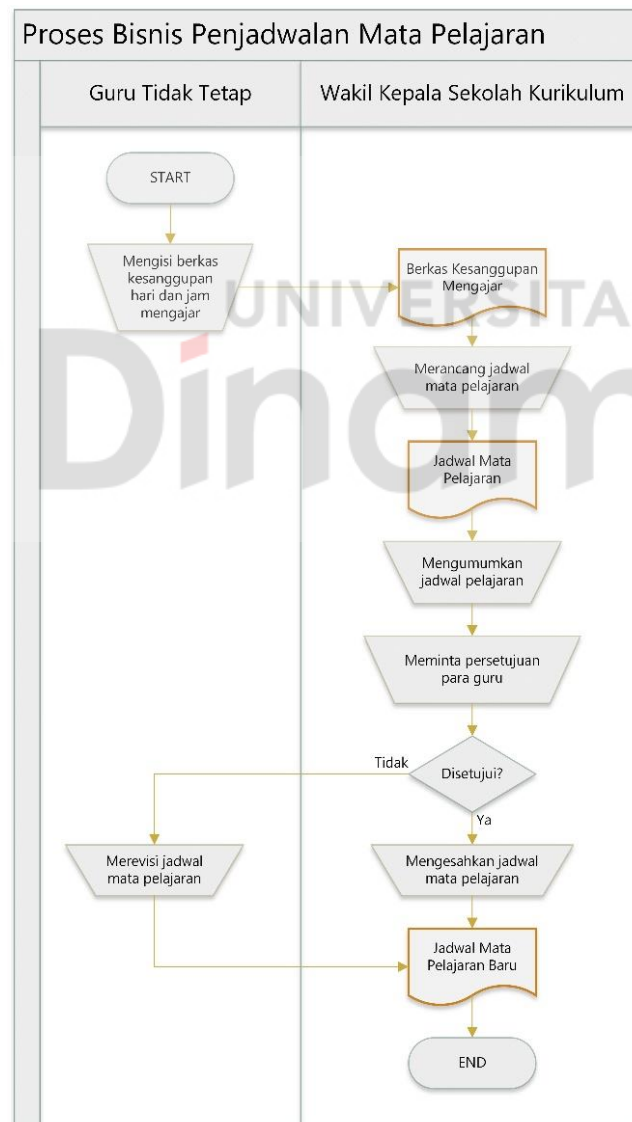 Proses Bisnis Penjadwalan Mata Pelajaran
Guru Tidak Tetap
Wakil Kepala Sekolah Kurikulum
START
Mengisi berkas
kesanggupan
hari dan jam
mengajar
Berkas Kesanggupan
Mengajar
UNIVERSITA
Dinam
Merancang jadwal
mata pelajaran
Jadwal Mata
Pelajaran
Mengumumkan
jadwal pelajaran
Meminta persetujuan
para guru
Disetujui?
Tidak
Ya
Merevisi jadwal
mata pelajaran
Mengesahkan jadwal
mata pelajaran
Jadwal Mata
Pelajaran Baru
END